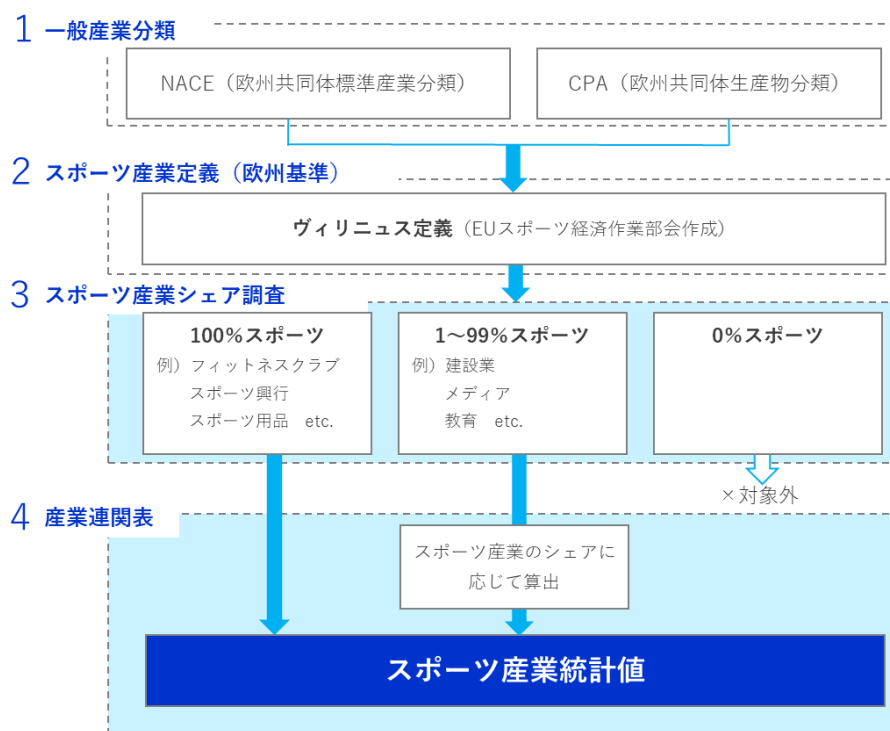 1 一般産業分類
NACE（欧州共同体標準産業分類）
CPA（欧州共同体生産物分類）
2 スポーツ産業定義（欧州基準）
ヴィリニュス定義（EUスポーツ経済作業部会作成）
3 スポーツ産業シェア調査
100%スポーツ
例）フィットネスクラブ
スポーツ興行
スポーツ用品　etc.
1～99%スポーツ
例）建設業
メディア
教育　etc.
0%スポーツ
×対象外
4 産業連関表
スポーツ産業のシェアに
応じて算出
スポーツ産業統計値